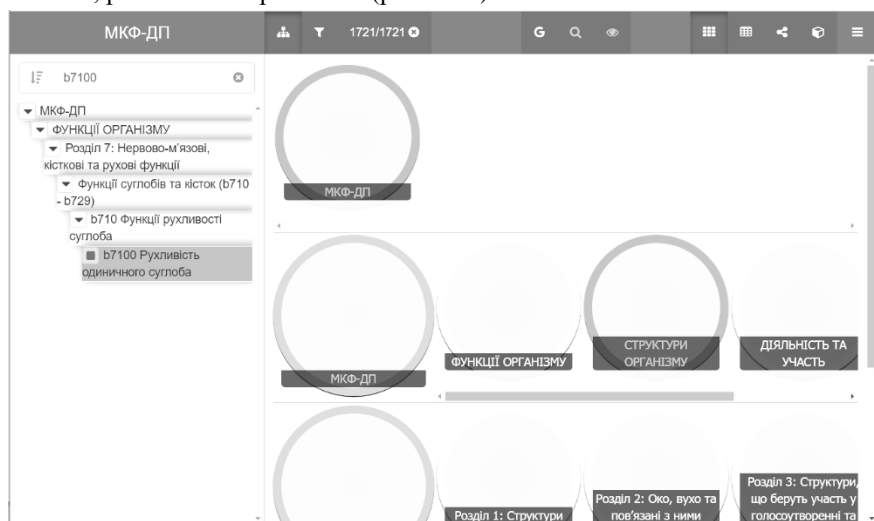 МКФ-ДП
1721/1721
G
b7100
МКФ-ДП
ФУНКЦІЇ ОРГАНІЗМУ
Розділ 7: Нервово-м'язові,
кісткові та рухові функції
Функції суглобів та кісток (b710
- b729)
b710 Функції рухливості
суглоба
b7100 Рухливість
одиничного суглоба
МКФ-ДП
МКФ-ДП
ФУНКЦІЇ ОРГАНІЗМУ
СТРУКТУРИ
ОРГАНІЗМУ
ДІЯЛЬНІСТЬ ТА
УЧАСТЬ
Розділ 1: Структури
Розділ 2: Око, вухо та
пов'язані з ними
Розділ 3: Структури,
що беруть участь у
голосоутворенні та